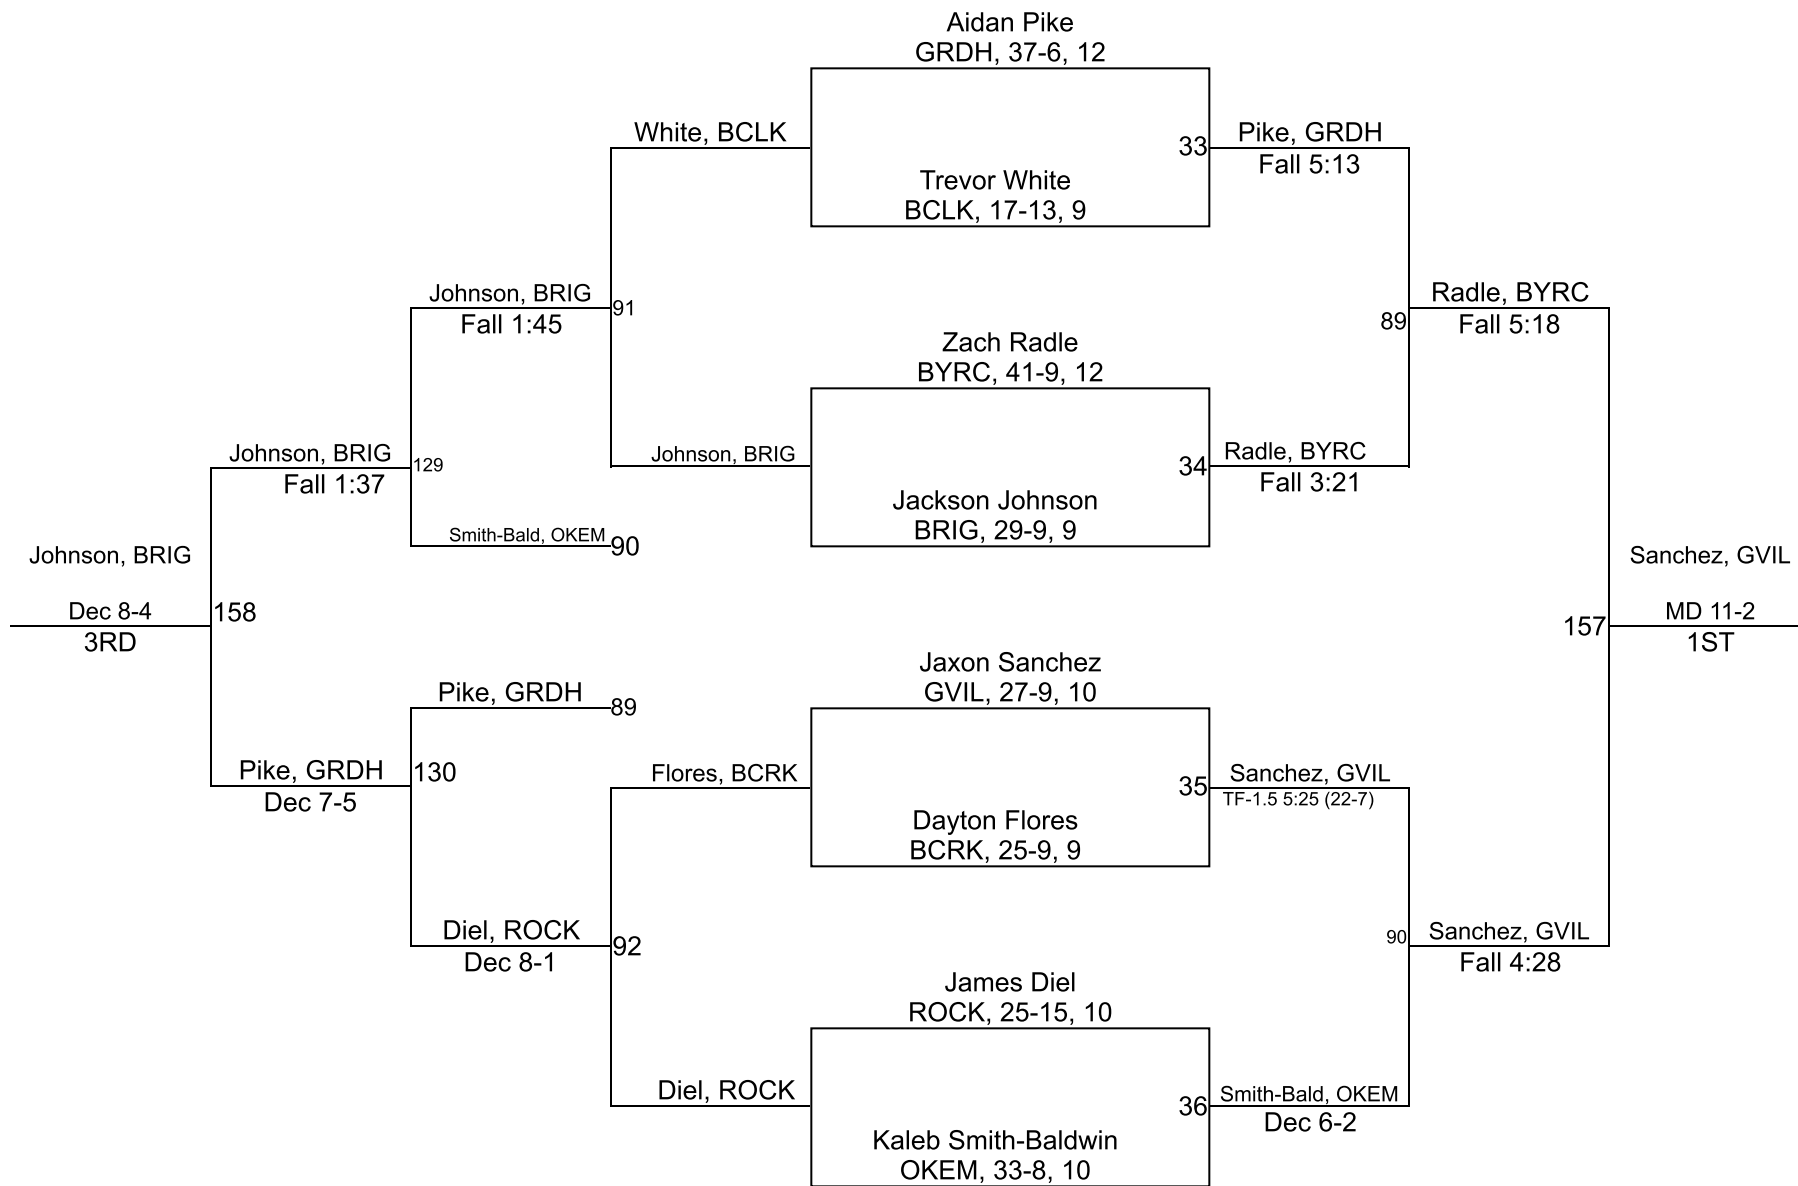 Aidan Pike
GRDH, 37-6, 12
White, BCLK
33
Pike, GRDH
Fall 5:13
Trevor White
BCLK, 17-13, 9
Johnson, BRIG
Fall 1:45
91
89
Radle, BYRC
Fall 5:18
Zach Radle
BYRC, 41-9, 12
Johnson, BRIG
Fall 1:37
129
Johnson, BRIG
34
Radle, BYRC
Fall 3:21
Jackson Johnson
BRIG, 29-9, 9
Smith-Bald, OKEM
90
Johnson, BRIG
Dec 8-4
3RD
158
Sanchez, GVIL
157
MD 11-2
1ST
Jaxon Sanchez
GVIL, 27-9, 10
Pike, GRDH
89
Pike, GRDH
Dec 7-5
130
Flores, BCRK
35
Sanchez, GVIL
TF-1.5 5:25 (22-7)
Dayton Flores
BCRK, 25-9, 9
Diel, ROCK
Dec 8-1
92
90
Sanchez, GVIL
Fall 4:28
James Diel
ROCK, 25-15, 10
Diel, ROCK
36
Smith-Bald, OKEM
Dec 6-2
Kaleb Smith-Baldwin
OKEM, 33-8, 10